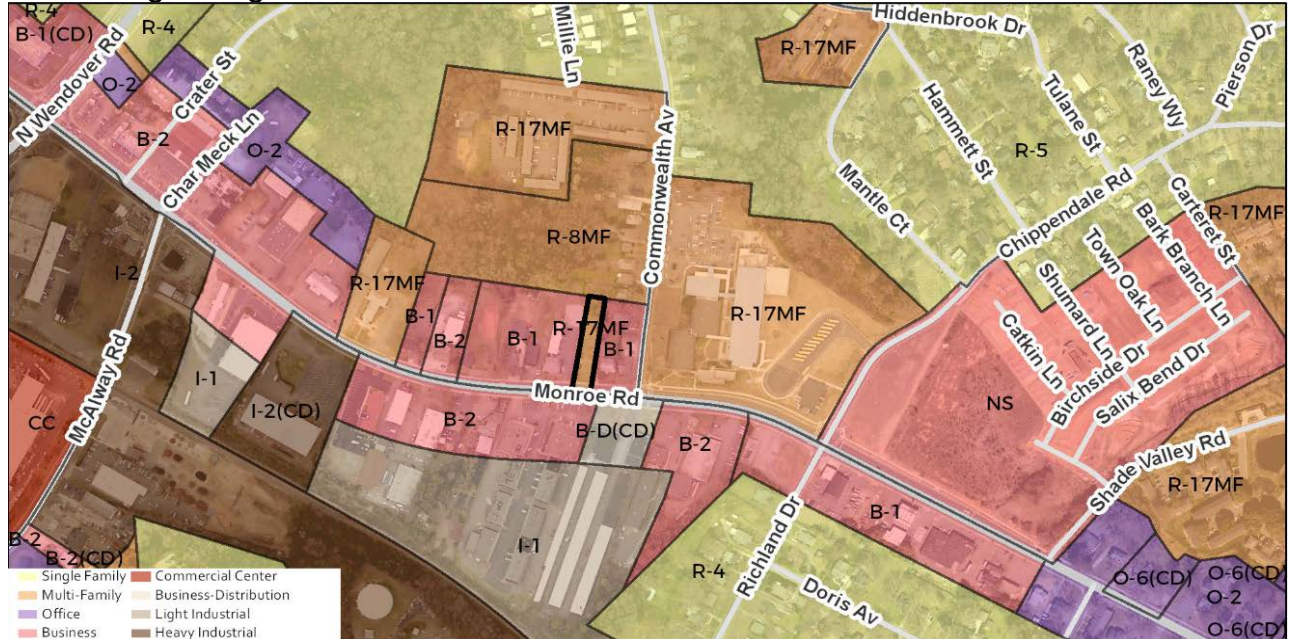 R-4
B-1(CD)
R-4
N Wendover Rd
O-2
Crater St
B-2
Char Meck Ln
O-2
Millie Ln
R-17MF
Commonwealth Av
R-8MF
R-17MF
B-1
B-2
B-1
R-17MF
B-1
Monroe Rd
R-17MF
Hiddenbrook Dr
R-17MF
Hammett St
Mantle Ct
Tulane St
Raney Wy
Pierson Dr
R-5
Chippendale Rd
Carteret St
R-17MF
Bark Branch Ln
Town Oak Ln
Shumard Ln
Catkin Ln
Birchside Dr
Salix Bend Dr
NS
Shade Valley Rd
R-17MF
I-2
McAlway Rd
I-1
I-2(CD)
CC
B-2
B-D(CD)
B-2
I-1
B-1
Richland Dr
R-4
Doris Av
O-6(CD)
O-6(CD)
O-2
O-6(CD)
B-2
B-2(CD)
Single Family
Commercial Center
Multi-Family
Business-Distribution
Office
Light Industrial
Business
Heavy Industrial